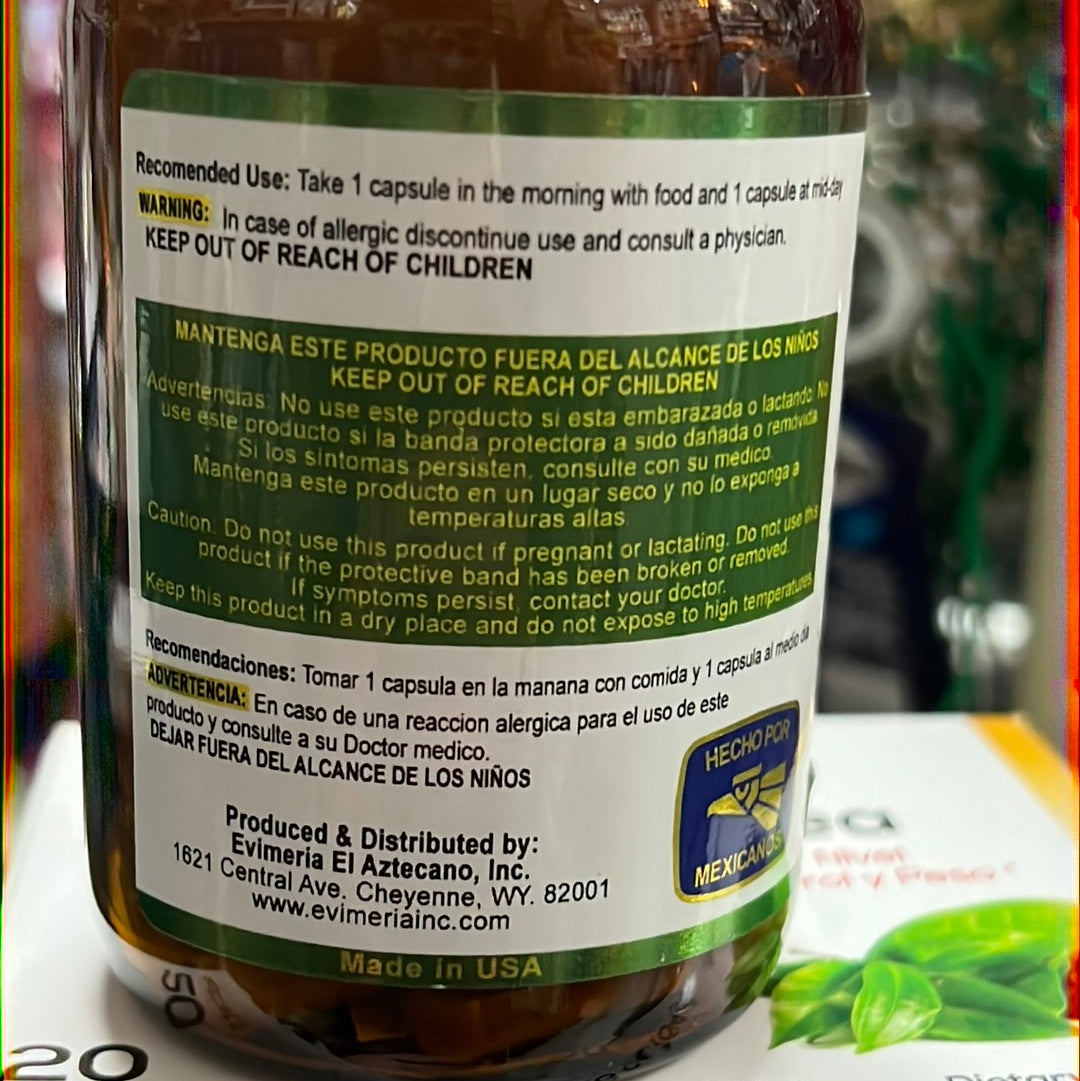 Recomended Use: Take 1 capsule in the morning with food and 1 capsule at mid-day
WARNING: In case of allergic discontinue use and consult a physician.
KEEP OUT OF REACH OF CHILDREN
MANTENGA ESTE PRODUCTO FUERA DEL ALCANCE DE LOS NIÑOS
KEEP OUT OF REACH OF CHILDREN
Advertencias: No use este producto si esta embarazada o lactando. No
use este producto si la banda protectora a sido dañada o removida
Si los sintomas persisten, consulte con su medico.
Mantenga este producto en un lugar seco y no lo exponga a
temperaturas altas
Caution. Do not use this product if pregnant or lactating. Do not use this
product if the protective band has been broken or removed.
If symptoms persist, contact your doctor.
Keep this product in a dry place and do not expose to high temperatures
Recomendaciones: Tomar 1 capsula en la manana con comida y 1 capsula al medio dia
ADVERTENCIA: En caso de una reaccion alergica para el uso de este
producto y consulte a su Doctor medico.
DEJAR FUERA DEL ALCANCE DE LOS NIÑOS
HECHO POR
MEXICANOS
Produced & Distributed by:
Evimeria El Aztecano, Inc.
1621 Central Ave. Cheyenne, WY. 82001
www.evimeriainc.com
Made in USA
50
20